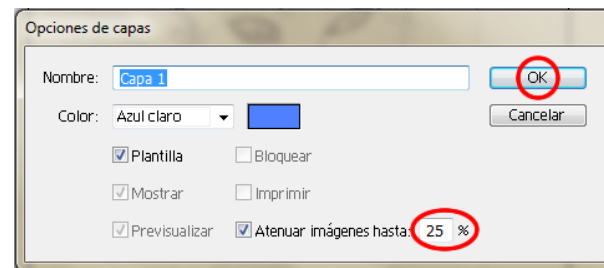 Opciones de capas
Nombre: Capa 1 OK
Color: Azul claro Cancelar
Plantilla Bloquear
Mostrar Imprimir
Previsualizar Atenuar imágenes hasta: 25 %